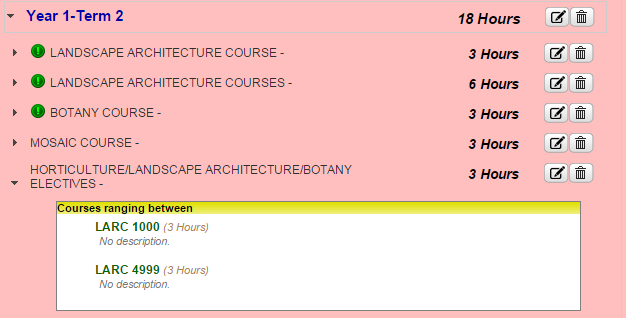 Year 1-Term 2 18 Hours
LANDSCAPE ARCHITECTURE COURSE - 3 Hours
LANDSCAPE ARCHITECTURE COURSES - 6 Hours
BOTANY COURSE - 3 Hours
MOSAIC COURSE - 3 Hours
HORTICULTURE/LANDSCAPE ARCHITECTURE/BOTANY
ELECTIVES - 3 Hours
Courses ranging between
LARC 1000 (3 Hours)
No description.
LARC 4999 (3 Hours)
No description.